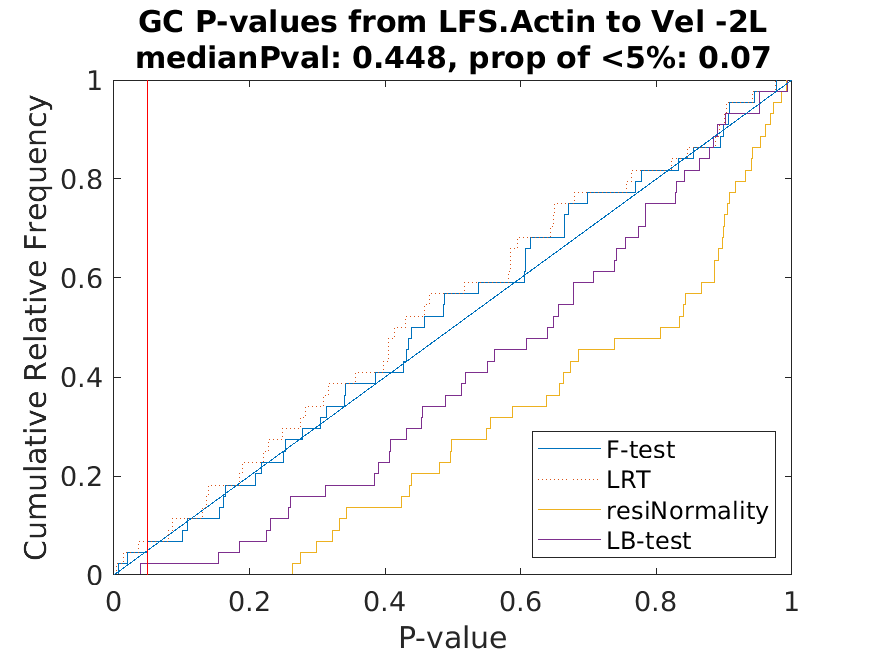 GC P-values from LFS.Actin to Vel -2L
medianPval: 0.448, prop of <5%: 0.07
Cumulative Relative Frequency
1
0.8
0.6
0.4
0.2
0
0 0.2 0.4 0.6 0.8 1
P-value
F-test
LRT
resiNormality
LB-test